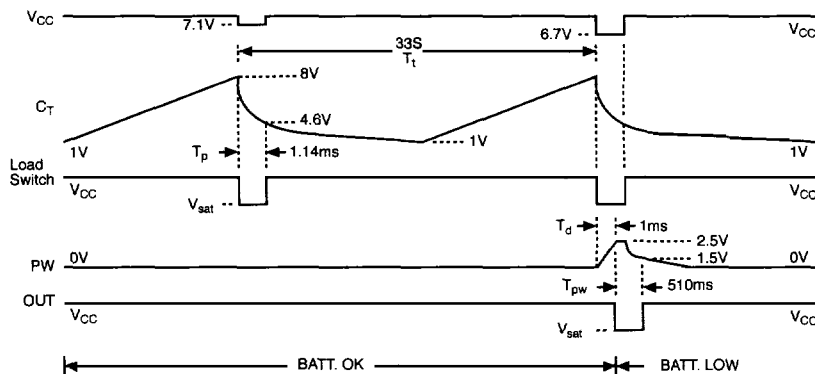 VCC 7.1V 33S Tt 6.7V VCC
8V
CT 4.6V
1V Tp 1.14ms 1V 1V
Load
Switch VCC Vsat VCC
Td 1ms
2.5V
PW 0V 1.5V 0V
Tpw 510ms
OUT VCC Vsat VCC
BATT. OK BATT. LOW